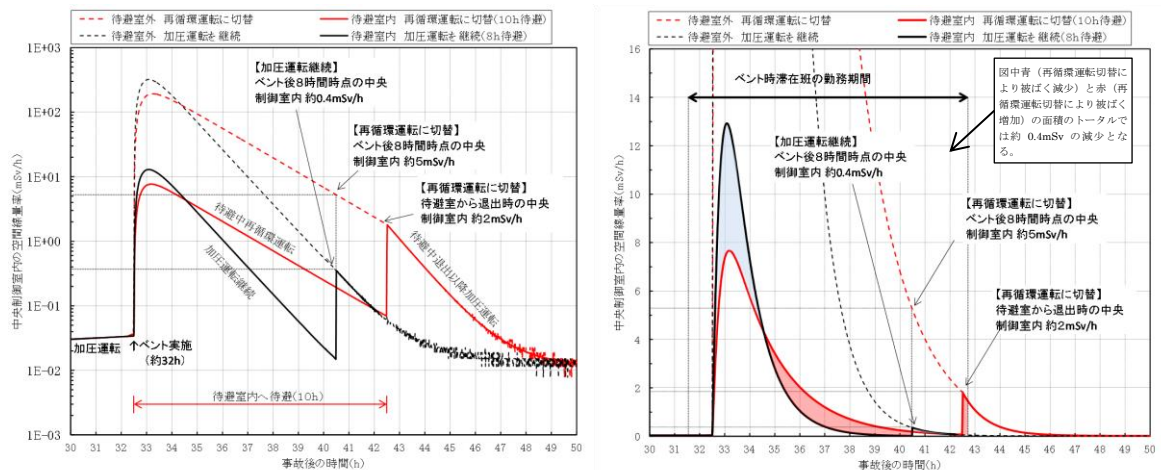 待避室外 再循環運転に切替
待避室内 再循環運転に切替(10h待避)
待避室外 加圧運転を継続
待避室内 加圧運転を継続(8h待避)
中央制御室内の空間線量率(mSv/h)
1E+03
1E+02
1E+01
1E+00
1E-01
1E-02
1E-03
【加圧運転継続】
ベント後8時間時点の中央
制御室内 約0.4mSv/h
【再循環運転に切替】
ベント後8時間時点の中央
制御室内 約5mSv/h
【再循環運転に切替】
待避室から退出時の中央
制御室内 約2mSv/h
待避中再循環運転
加圧運転継続
待避中退出以降加圧運転
加圧運転
↑ベント実施
(約32h)
待避室内へ待避(10h)
30 31 32 33 34 35 36 37 38 39 40 41 42 43 44 45 46 47 48 49 50
事故後の時間(h)
待避室外 再循環運転に切替
待避室内 再循環運転に切替(10h待避)
待避室外 加圧運転を継続
待避室内 加圧運転を継続(8h待避)
中央制御室内の空間線量率(mSv/h)
16
14
12
10
8
6
4
2
0
ベント時滞在班の勤務期間
図中青（再循環運転切替に
より被ばく減少）と赤（再
循環運転切替により被ばく
増加）の面積のトータルで
は約 0.4mSv の減少とな
る。
【加圧運転継続】
ベント後8時間時点の中央
制御室内 約0.4mSv/h
【再循環運転に切替】
ベント後8時間時点の中央
制御室内 約5mSv/h
【再循環運転に切替】
待避室から退出時の中央
制御室内 約2mSv/h
30 31 32 33 34 35 36 37 38 39 40 41 42 43 44 45 46 47 48 49 50
事故後の時間(h)